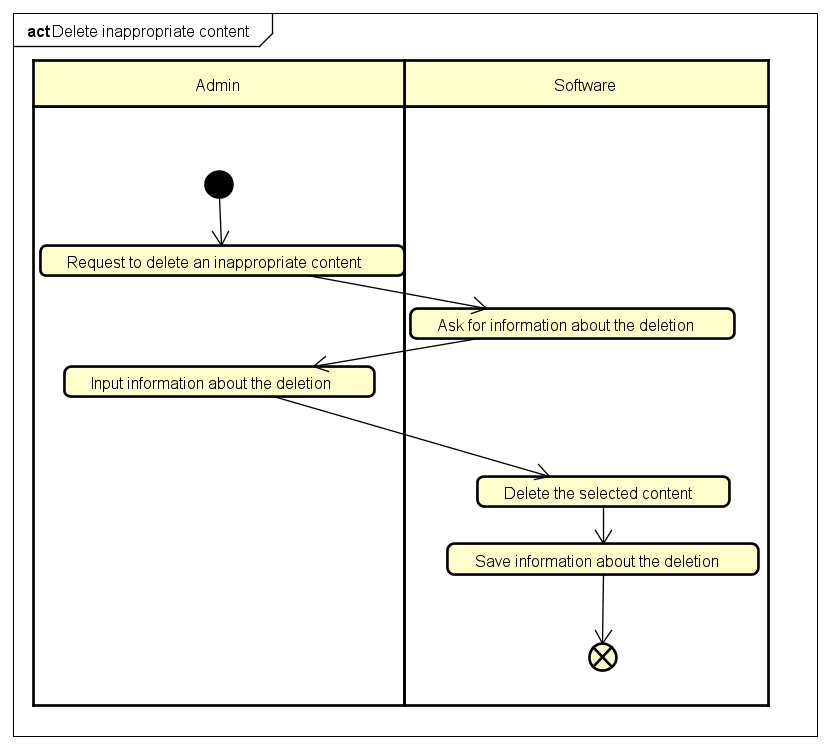 act Delete inappropriate content
Admin
Software
Request to delete an inappropriate content
Ask for information about the deletion
Input information about the deletion
Delete the selected content
Save information about the deletion